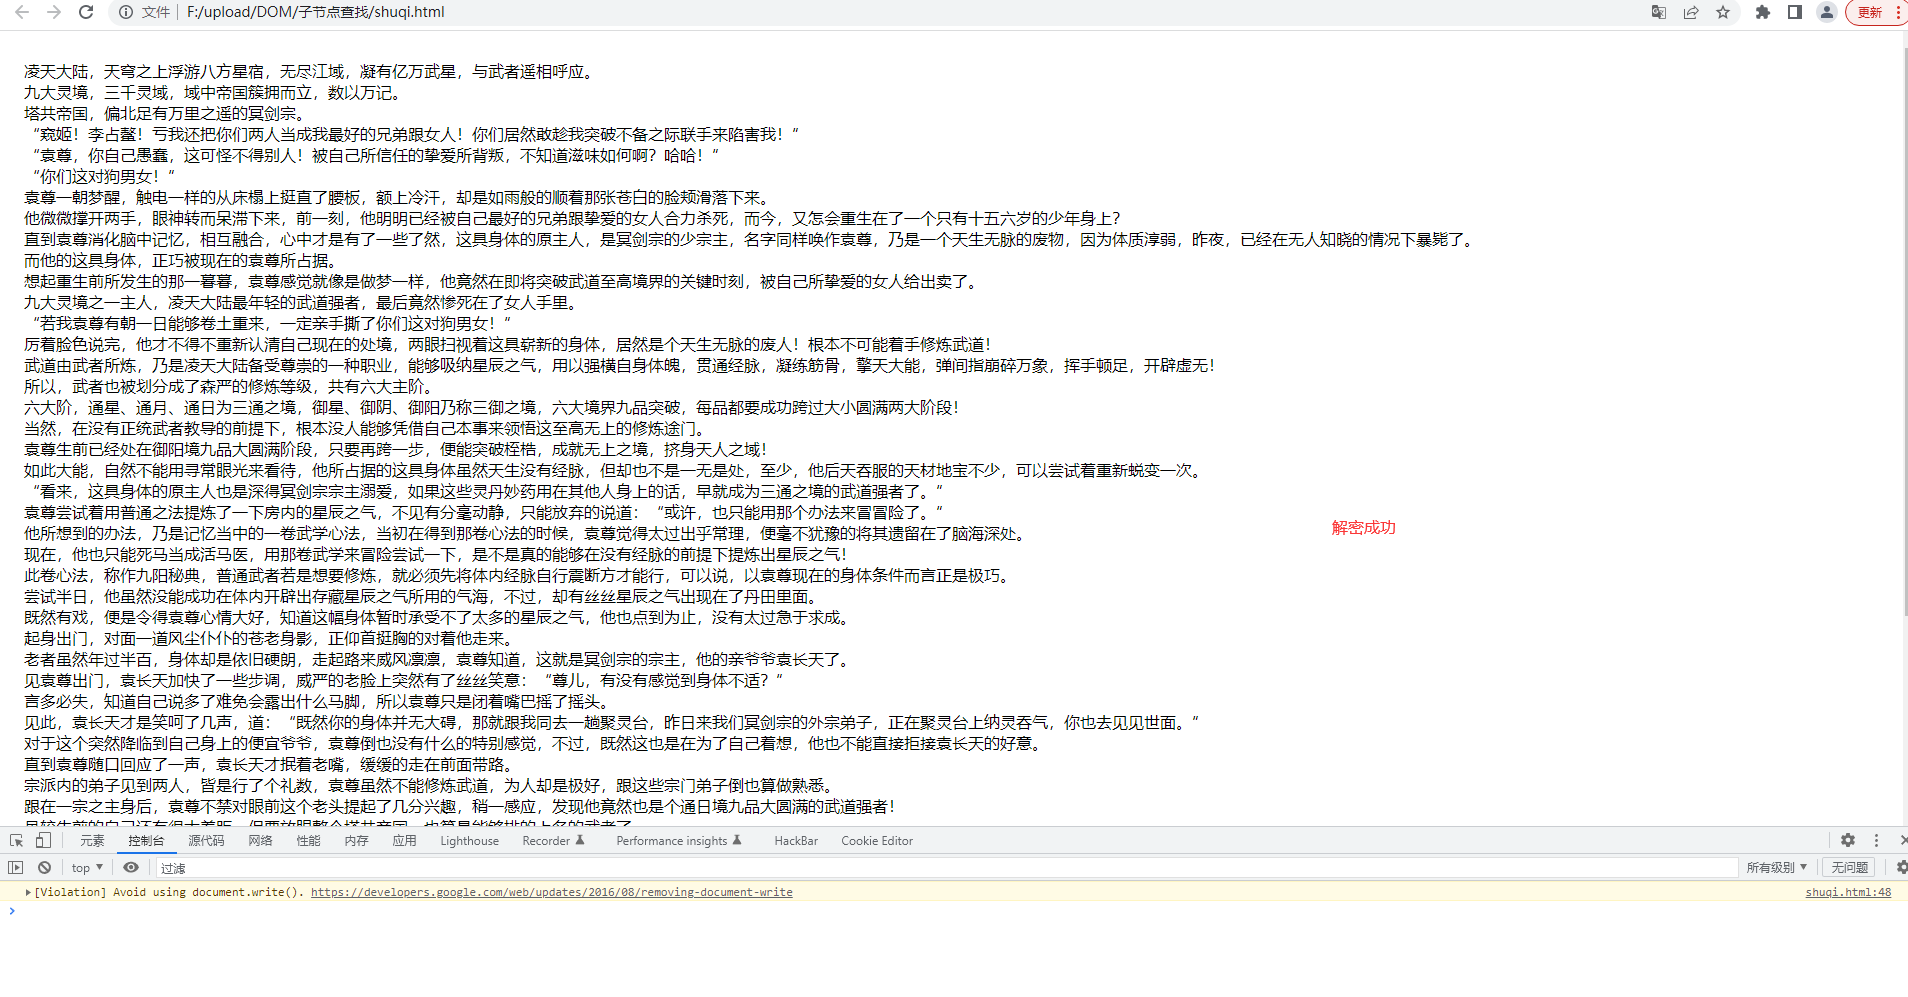 文件 F:/upload/DOM/子节点查找/shuqi.html 更新
凌天大陆，天穹之上浮游八方星宿，无尽江域，凝有亿万武星，与武者遥相呼应。
九大灵境，三千灵域，域中帝国簇拥而立，数以万记。
塔共帝国，偏北足有万里之遥的冥剑宗。
“窥姬！李占鳌！亏我还把你们两人当成我最好的兄弟跟女人！你们居然敢趁我突破不备之际联手来陷害我！“
“袁尊，你自己愚蠢，这可怪不得别人！被自己所信任的挚爱所背叛，不知道滋味如何啊？哈哈！“
“你们这对狗男女！“
袁尊一朝梦醒，触电一样的从床榻上挺直了腰板，额上冷汗，却是如雨般的顺着那张苍白的脸颊滑落下来。
他微微撑开两手，眼神转而呆滞下来，前一刻，他明明已经被自己最好的兄弟跟挚爱的女人合力杀死，而今，又怎会重生在了一个只有十五六岁的少年身上？
直到袁尊消化脑中记忆，相互融合，心中才是有了一些了然，这具身体的原主人，是冥剑宗的少宗主，名字同样唤作袁尊，乃是一个天生无脉的废物，因为体质淳弱，昨夜，已经在无人知晓的情况下暴毙了。
而他的这具身体，正巧被现在的袁尊所占据。
想起重生前所发生的那一暮暮，袁尊感觉就像是做梦一样，他竟然在即将突破武道至高境界的关键时刻，被自己所挚爱的女人给出卖了。
九大灵境之一主人，凌天大陆最年轻的武道强者，最后竟然惨死在了女人手里。
“若我袁尊有朝一日能够卷土重来，一定亲手撕了你们这对狗男女！“
厉着脸色说完，他才不得不重新认清自己现在的处境，两眼扫视着这具崭新的身体，居然是个天生无脉的废人！根本不可能着手修炼武道！
武道由武者所炼，乃是凌天大陆备受尊崇的一种职业，能够吸纳星辰之气，用以强横自身体魄，贯通经脉，凝练筋骨，擎天大能，弹间指崩碎万象，挥手顿足，开辟虚无！
所以，武者也被划分成了森严的修炼等级，共有六大主阶。
六大阶，通星、通月、通日为三通之境，御星、御阴、御阳乃称三御之境，六大境界九品突破，每品都要成功跨过大小圆满两大阶段！
当然，在没有正统武者教导的前提下，根本没人能够凭借自己本事来领悟这至高无上的修炼途门。
袁尊生前已经处在御阳境九品大圆满阶段，只要再跨一步，便能突破桎梏，成就无上之境，挤身天人之域！
如此大能，自然不能用寻常眼光来看待，他所占据的这具身体虽然天生没有经脉，但却也不是一无是处，至少，他后天吞服的天材地宝不少，可以尝试着重新蜕变一次。
“看来，这具身体的原主人也是深得冥剑宗宗主溺爱，如果这些灵丹妙药用在其他人身上的话，早就成为三通之境的武道强者了。“
袁尊尝试着用普通之法提炼了一下房内的星辰之气，不见有分毫动静，只能放弃的说道：“或许，也只能用那个办法来冒冒险了。“
他所想到的办法，乃是记忆当中的一卷武学心法，当初在得到那卷心法的时候，袁尊觉得太过出乎常理，便毫不犹豫的将其遗留在了脑海深处。
解密成功
现在，他也只能死马当成活马医，用那卷武学来冒险尝试一下，是不是真的能够在没有经脉的前提下提炼出星辰之气！
此卷心法，称作九阳秘典，普通武者若是想要修炼，就必须先将体内经脉自行震断方才能行，可以说，以袁尊现在的身体条件而言正是极巧。
尝试半日，他虽然没能成功在体内开辟出存藏星辰之气所用的气海，不过，却有丝丝星辰之气出现在了丹田里面。
既然有戏，便是令得袁尊心情大好，知道这幅身体暂时承受不了太多的星辰之气，他也点到为止，没有太过急于求成。
起身出门，对面一道风尘仆仆的苍老身影，正仰首挺胸的对着他走来。
老者虽然年过半百，身体却是依旧硬朗，走起路来威风凛凛，袁尊知道，这就是冥剑宗的宗主，他的亲爷爷袁长天了。
见袁尊出门，袁长天加快了一些步调，威严的老脸上突然有了丝丝笑意：“尊儿，有没有感觉到身体不适？“
言多必失，知道自己说多了难免会露出什么马脚，所以袁尊只是闭着嘴巴摇了摇头。
见此，袁长天才是笑呵了几声，道：“既然你的身体并无大碍，那就跟我同去一趟聚灵台，昨日来我们冥剑宗的外宗弟子，正在聚灵台上纳灵吞气，你也去见见世面。“
对于这个突然降临到自己身上的便宜爷爷，袁尊倒也没有什么的特别感觉，不过，既然这也是在为了自己着想，他也不能直接拒接袁长天的好意。
直到袁尊随口回应了一声，袁长天才抿着老嘴，缓缓的走在前面带路。
宗派内的弟子见到两人，皆是行了个礼数，袁尊虽然不能修炼武道，为人却是极好，跟这些宗门弟子倒也算做熟悉。
跟在一宗之主身后，袁尊不禁对眼前这个老头提起了几分兴趣，稍一感应，发现他竟然也是个通日境九品大圆满的武道强者！
元素 控制台 源代码 网络 性能 内存 应用 Lighthouse Recorder Performance insights HackBar Cookie Editor
top 过滤 所有级别 无问题
[Violation] Avoid using document.write(). https://developers.google.com/web/updates/2016/08/removing-document-write shuqi.html:48